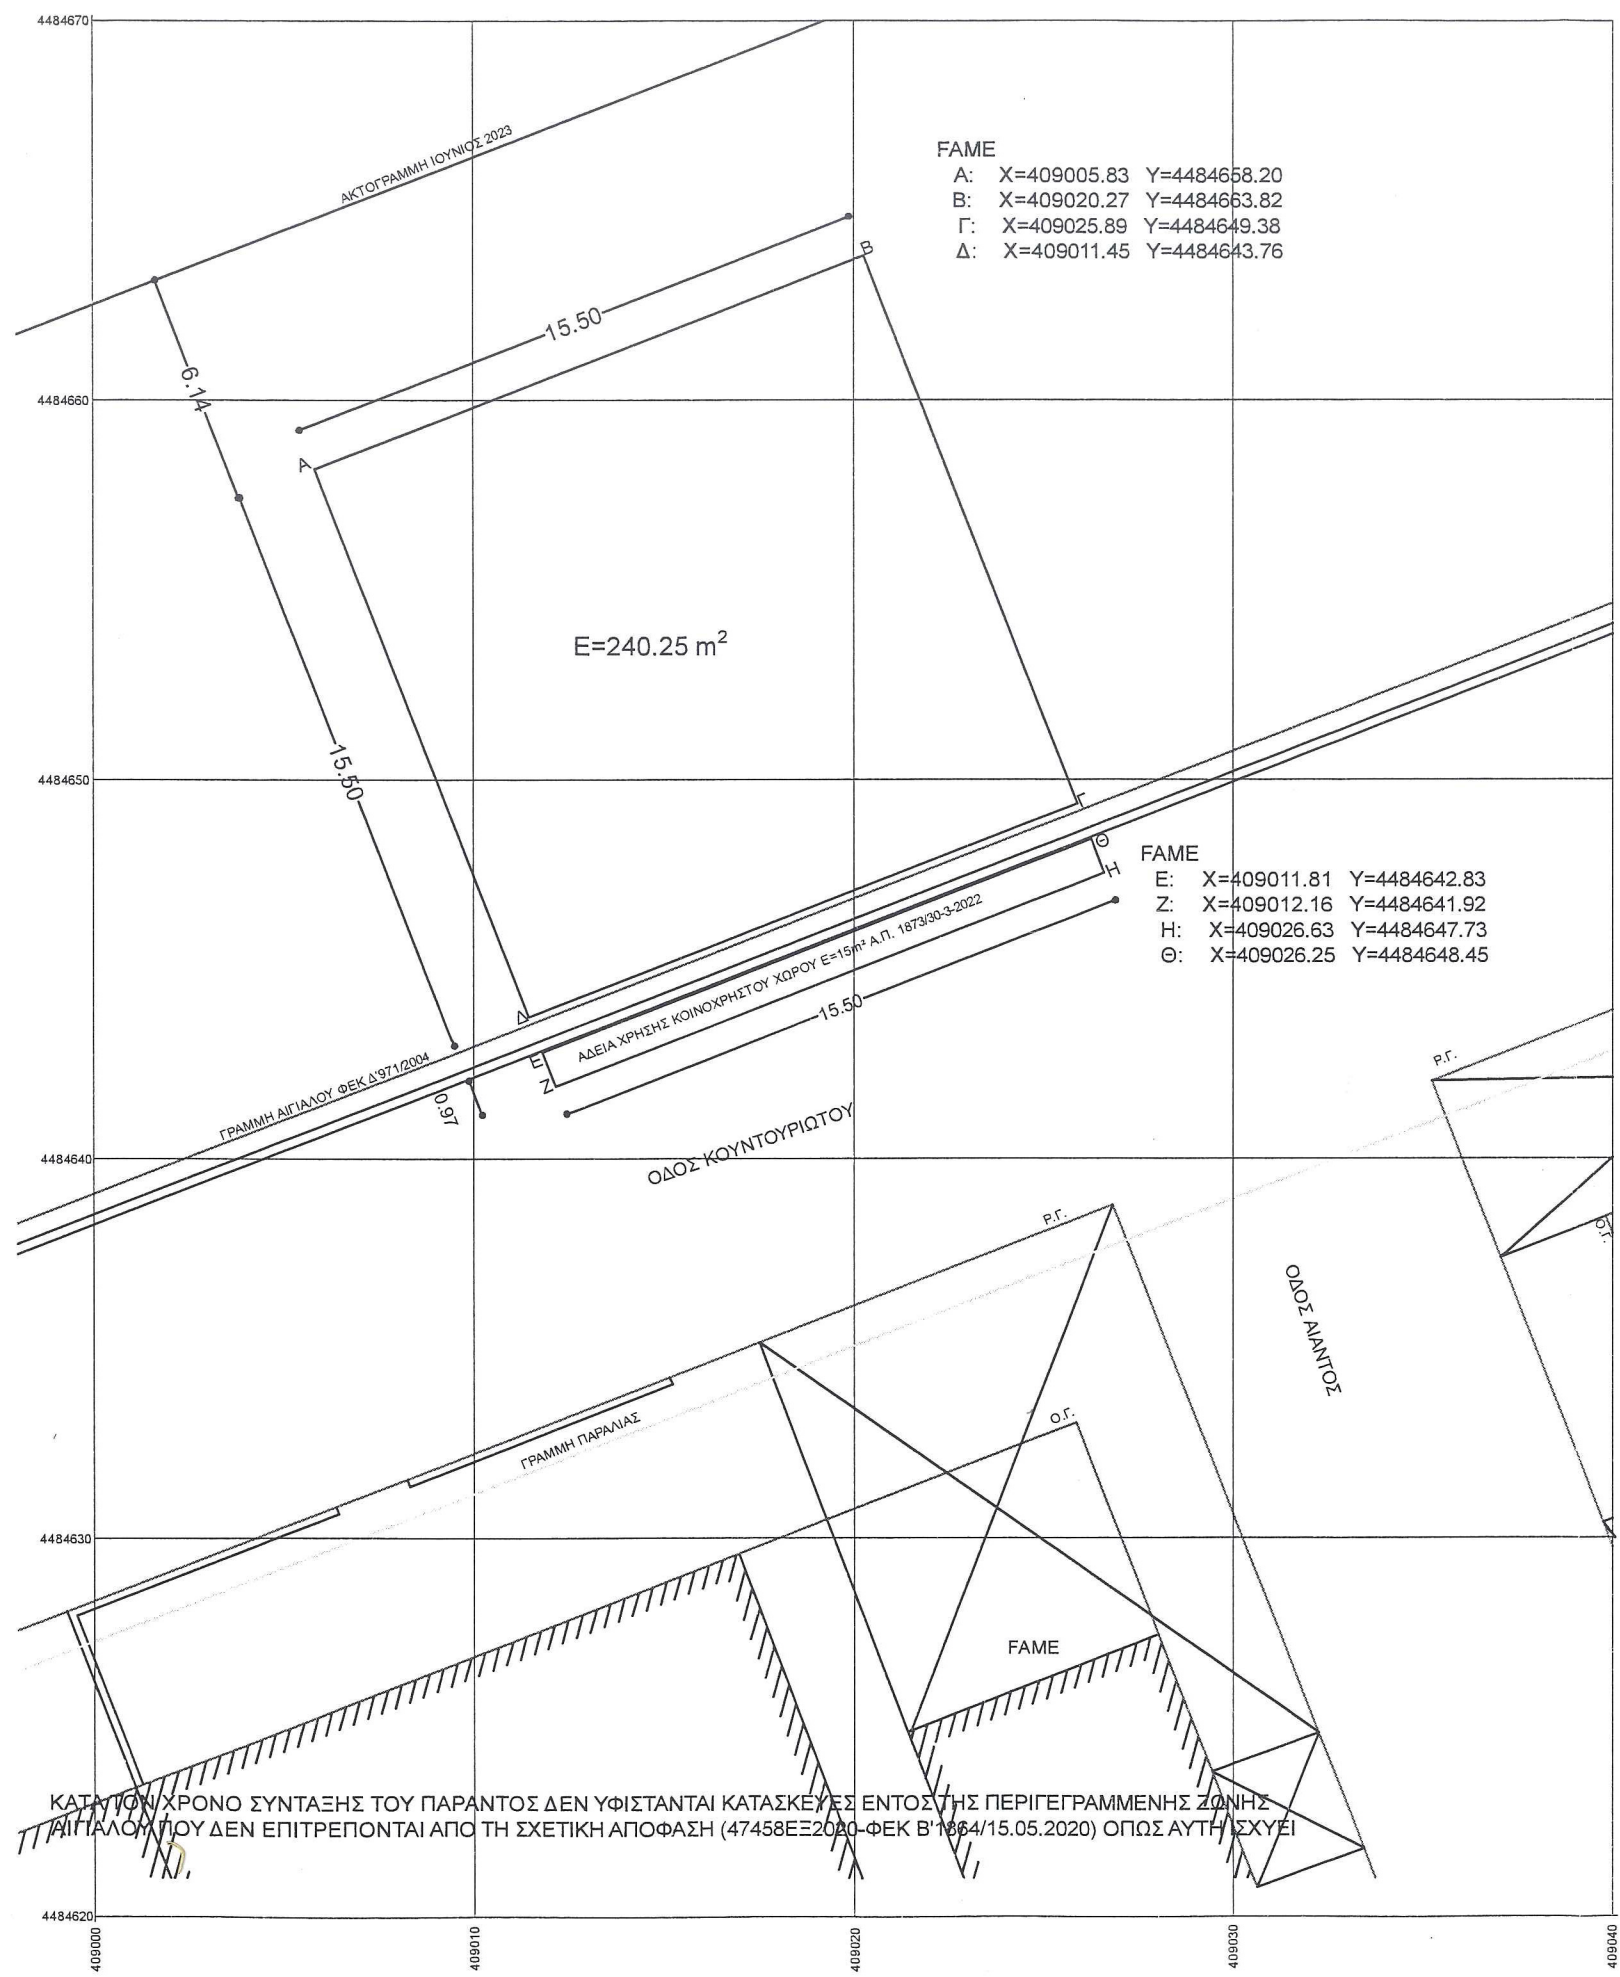 4484670
ΑΚΤΟΓΡΑΜΜΗ ΙΟΥΝΙΟΣ 2023
FAME
Α: Χ=409005.83 Υ=4484658.20
Β: Χ=409020.27 Υ=4484663.82
Γ: Χ=409025.89 Υ=4484649.38
Δ: Χ=409011.45 Υ=4484643.76
Β
15.50
6.14
4484660
Α
Ε=240.25 m²
15.50
4484650
Γ
Θ
Η
FAME
Ε: Χ=409011.81 Υ=4484642.83
Ζ: Χ=409012.16 Υ=4484641.92
Η: Χ=409026.63 Υ=4484647.73
Θ: Χ=409026.25 Υ=4484648.45
ΑΔΕΙΑ ΧΡΗΣΗΣ ΚΟΙΝΟΧΡΗΣΤΟΥ ΧΩΡΟΥ Ε=15m² Α.Π. 1873/30-3-2022
15.50
Δ
Ε
Ζ
ΓΡΑΜΜΗ ΑΙΓΙΑΛΟΥ ΦΕΚ Δ'971/2004
0.97
Ρ.Γ.
ΟΔΟΣ ΚΟΥΝΤΟΥΡΙΩΤΟΥ
4484640
Ρ.Γ.
Ο.Γ.
ΟΔΟΣ ΑΙΑΝΤΟΣ
Ο.Γ.
ΓΡΑΜΜΗ ΠΑΡΑΛΙΑΣ
4484630
FAME
ΚΑΤΑ ΤΟΝ ΧΡΟΝΟ ΣΥΝΤΑΞΗΣ ΤΟΥ ΠΑΡΑΝΤΟΣ ΔΕΝ ΥΦΙΣΤΑΝΤΑΙ ΚΑΤΑΣΚΕΥΕΣ ΕΝΤΟΣ ΤΗΣ ΠΕΡΙΓΕΓΡΑΜΜΕΝΗΣ ΖΩΝΗΣ
ΑΙΓΙΑΛΟΥ ΠΟΥ ΔΕΝ ΕΠΙΤΡΕΠΟΝΤΑΙ ΑΠΟ ΤΗ ΣΧΕΤΙΚΗ ΑΠΟΦΑΣΗ (47458ΕΞ2020-ΦΕΚ Β'1864/15.05.2020) ΟΠΩΣ ΑΥΤΗ ΙΣΧΥΕΙ
4484620
409000
409010
409020
409030
409040